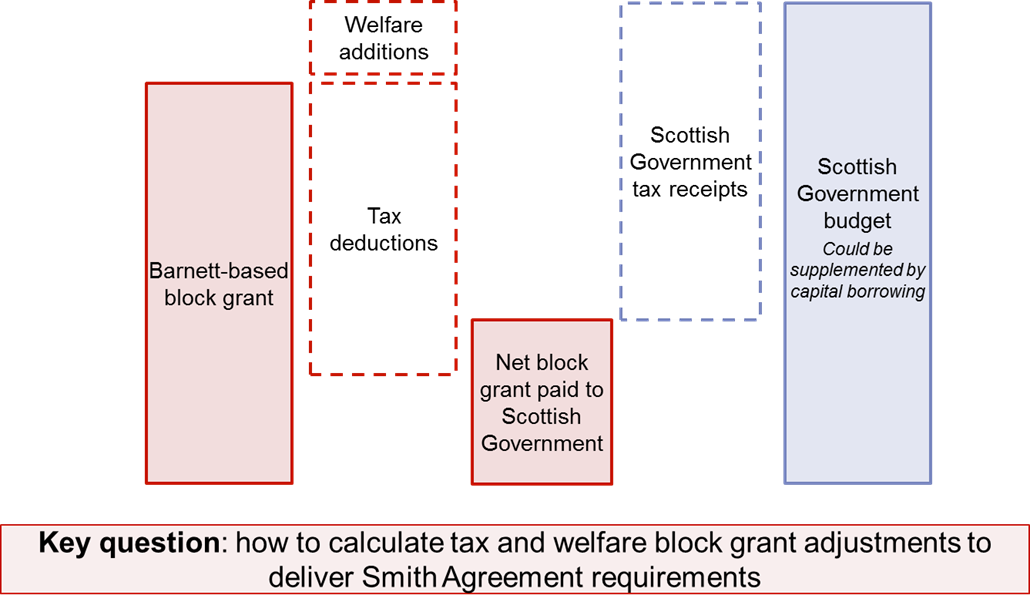 Welfare
additions
Barnett-based
block grant
Tax
deductions
Net block
grant paid to
Scottish
Government
Scottish
Government
tax receipts
Scottish
Government
budget
Could be
supplemented by
capital borrowing
Key question: how to calculate tax and welfare block grant adjustments to
deliver Smith Agreement requirements